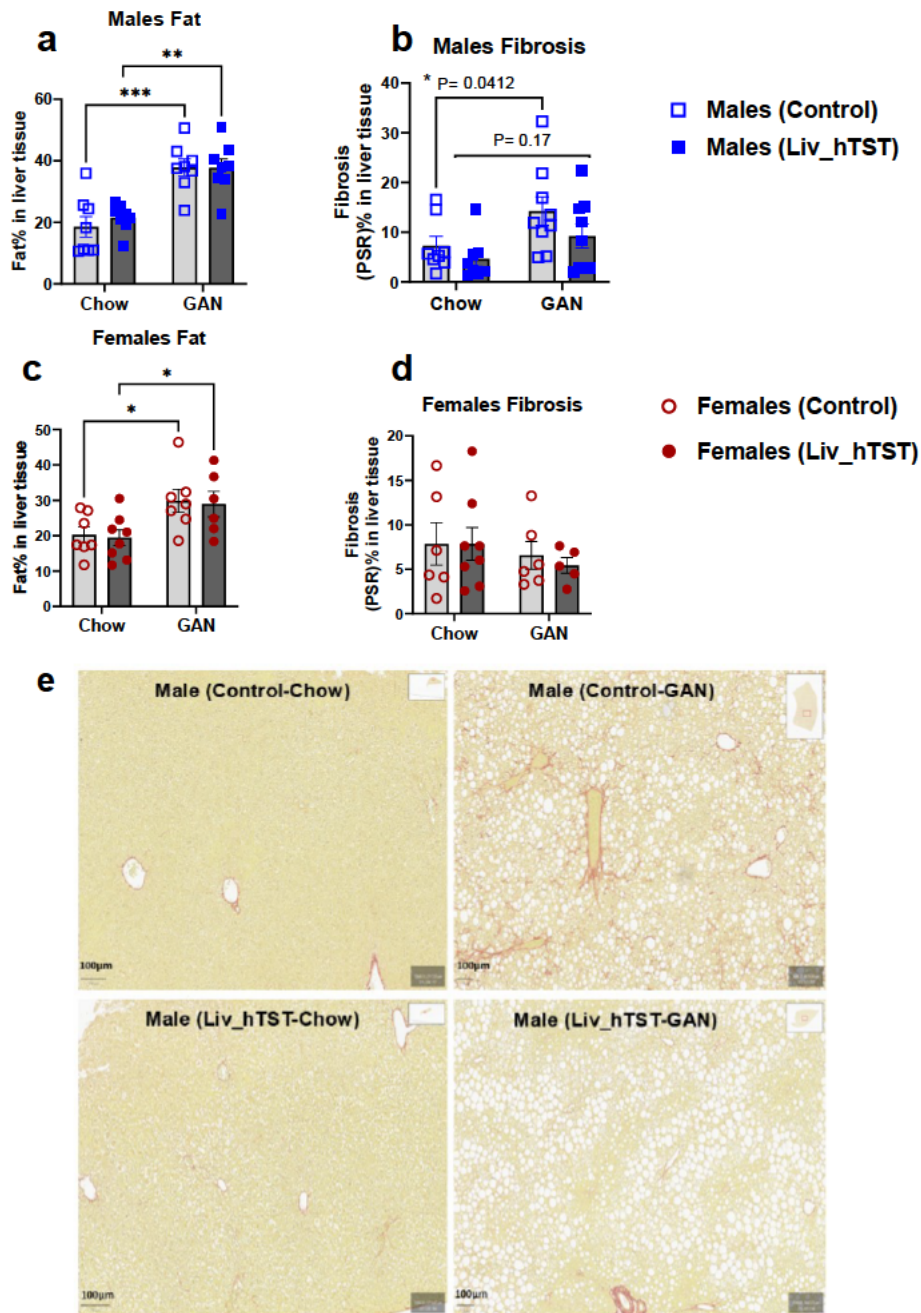 Males Fat
a
**
***
Fat% in liver tissue
60
40
20
0
Chow
GAN
b
Males Fibrosis
* P= 0.0412
P= 0.17
Fibrosis
(PSR)% in liver tissue
40
30
20
10
0
Chow
GAN
Males (Control)
Males (Liv_hTST)
Females Fat
c
*
*
Fat% in liver tissue
50
40
30
20
10
0
Chow
GAN
d
Females Fibrosis
Fibrosis
(PSR)% in liver tissue
20
15
10
5
0
Chow
GAN
Females (Control)
Females (Liv_hTST)
e
Male (Control-Chow)
100μm
Male (Control-GAN)
100μm
Male (Liv_hTST-Chow)
100μm
Male (Liv_hTST-GAN)
100μm